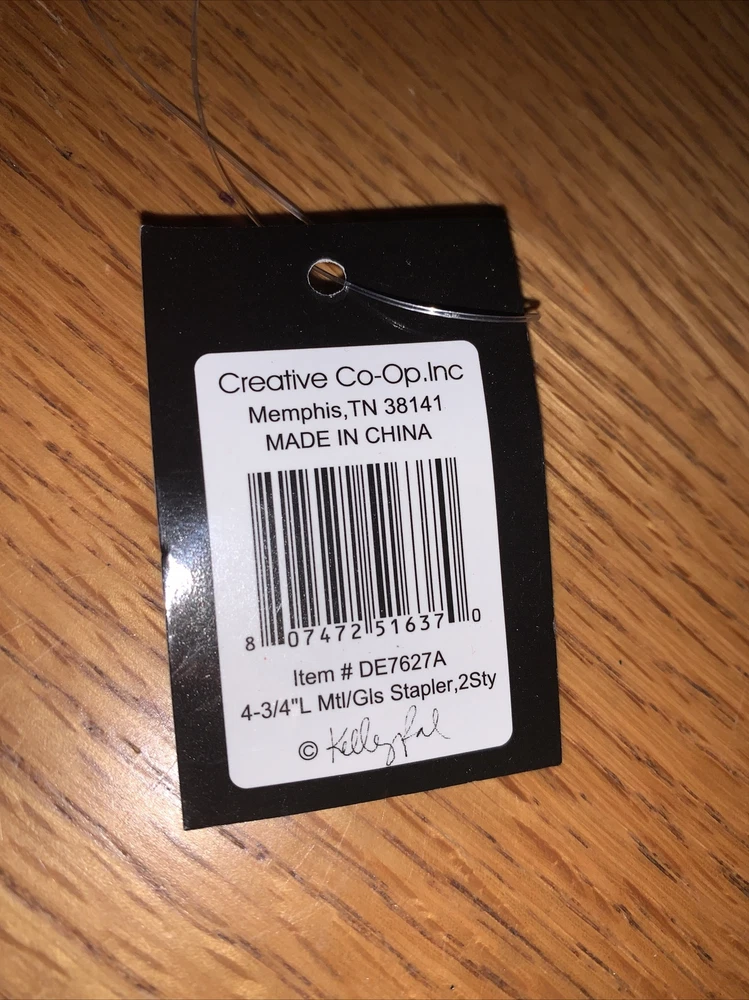 Creative Co-Op.Inc
Memphis,TN 38141
MADE IN CHINA
8 07472 51637 0
Item # DE7627A
4-3/4"L Mtl/Gls Stapler,2Sty
©